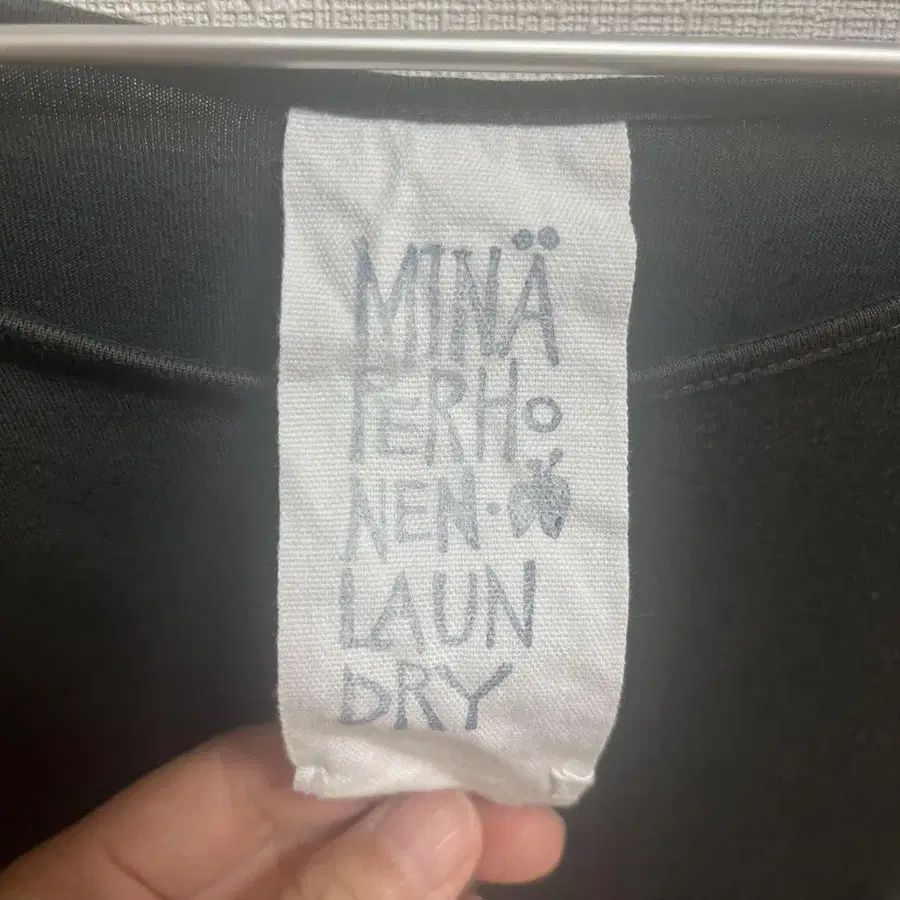 MINÄ
PERHO
NEN·
LAUN
DRY